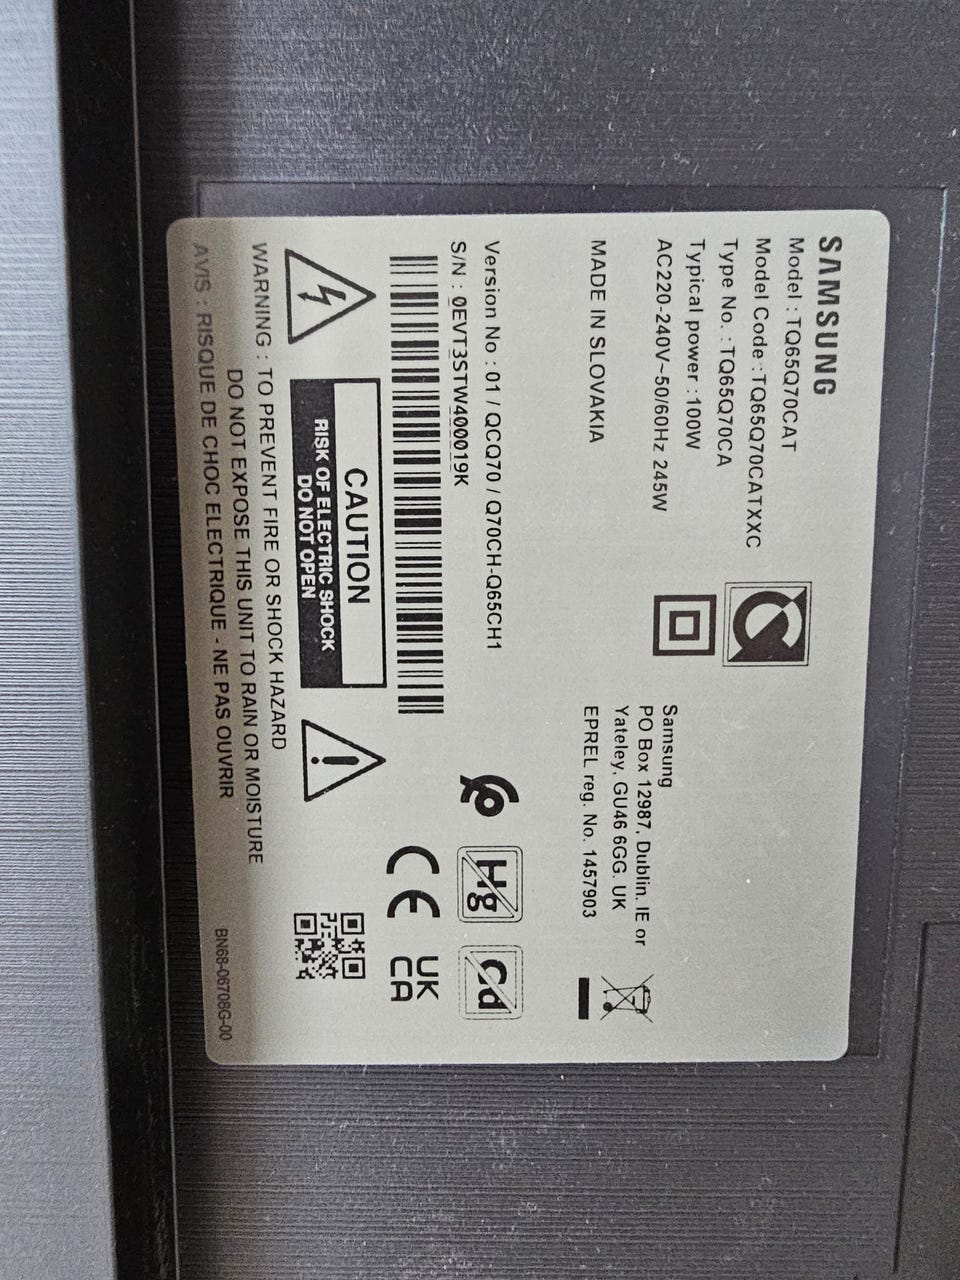 SAMSUNG
Model : TQ65Q70CAT
Model Code : TQ65Q70CATXXC
Type No. : TQ65Q70CA
Typical power : 100W
AC220-240V~50/60Hz 245W
MADE IN SLOVAKIA
Samsung
PO Box 12987, Dublin. IE or
Yateley, GU46 6GG. UK
EPREL reg. No. 1457903
Version No : 01 / QCQ70 / Q70CH-Q65CH1
S/N : 0EVT3STW400019K
Hg
Cd
CE
UK
CA
CAUTION
RISK OF ELECTRIC SHOCK
DO NOT OPEN
WARNING : TO PREVENT FIRE OR SHOCK HAZARD
DO NOT EXPOSE THIS UNIT TO RAIN OR MOISTURE
AVIS : RISQUE DE CHOC ELECTRIQUE - NE PAS OUVRIR
BN68-06708G-00